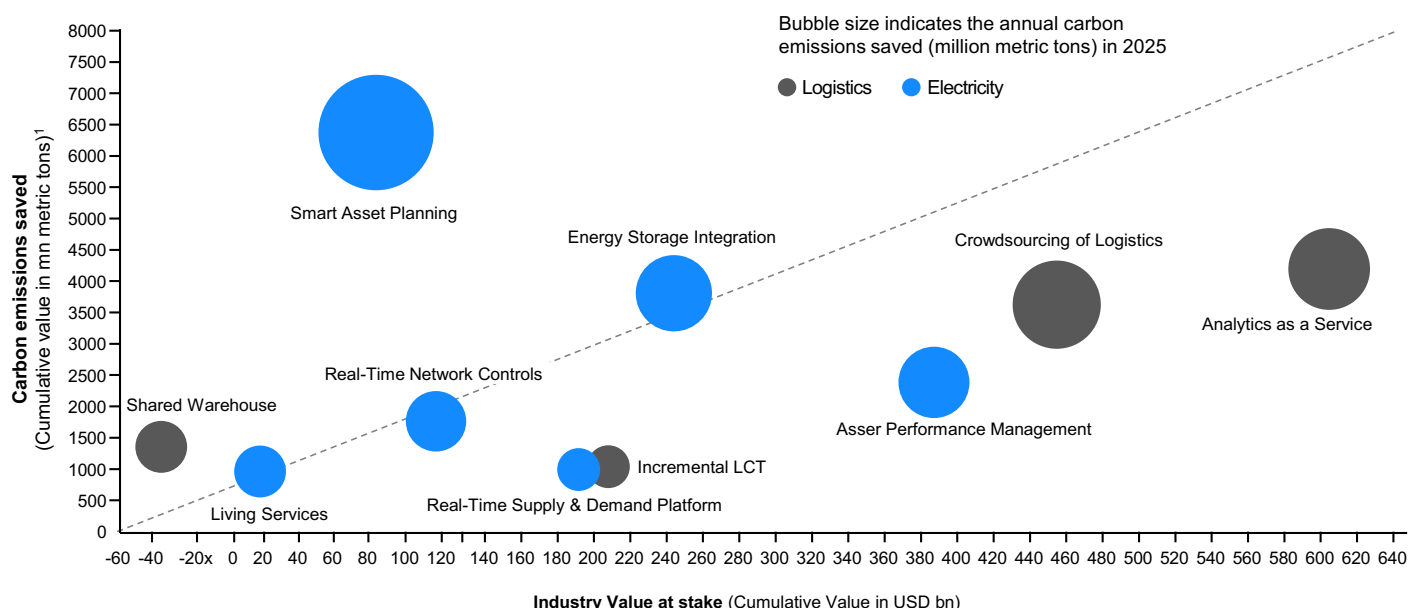 Bubble size indicates the annual carbon
emissions saved (million metric tons) in 2025
Logistics
Electricity
Carbon emissions saved
(Cumulative value in mn metric tons)¹
8000
7500
7000
6500
6000
5500
5000
4500
4000
3500
3000
2500
2000
1500
1000
500
0
Smart Asset Planning
Energy Storage Integration
Crowdsourcing of Logistics
Analytics as a Service
Real-Time Network Controls
Shared Warehouse
Asser Performance Management
Incremental LCT
Real-Time Supply & Demand Platform
Living Services
-60 -40 -20x 0 20 40 60 80 100 120 130 140 160 180 200 220 240 260 280 300 320 340 360 380 400 420 440 460 480 500 520 540 560 580 600 620 640
Industry Value at stake (Cumulative Value in USD bn)